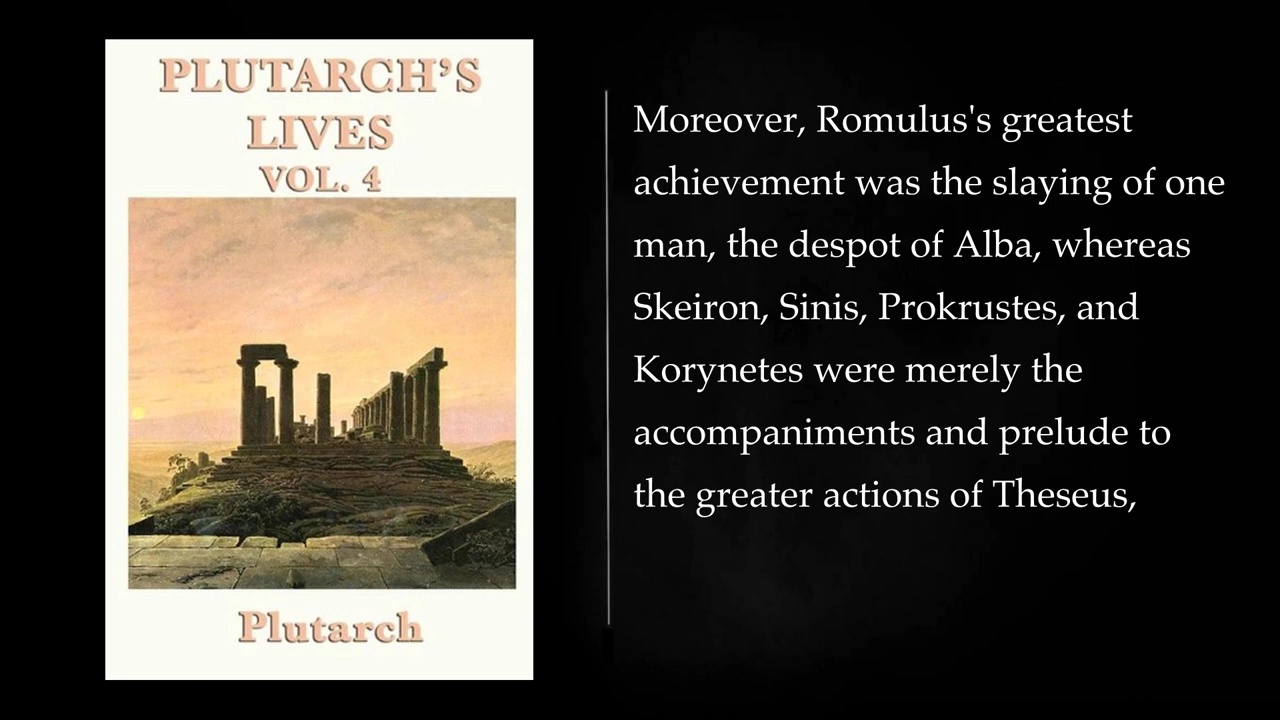 PLUTARCH'S
LIVES
VOL. 4
Plutarch
Moreover, Romulus's greatest
achievement was the slaying of one
man, the despot of Alba, whereas
Skeiron, Sinis, Prokrustes, and
Korynetes were merely the
accompaniments and prelude to
the greater actions of Theseus,